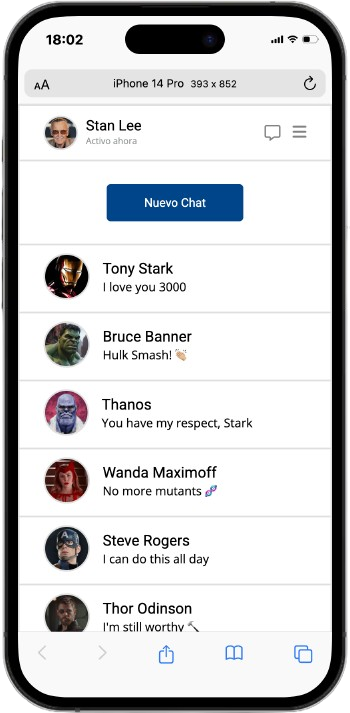 18:02
AA
iPhone 14 Pro 393 x 852
Stan Lee
Activo ahora
Nuevo Chat
Tony Stark
I love you 3000
Bruce Banner
Hulk Smash! 👏🏼
Thanos
You have my respect, Stark
Wanda Maximoff
No more mutants 🧬
Steve Rogers
I can do this all day
Thor Odinson
I'm still worthy 🔨